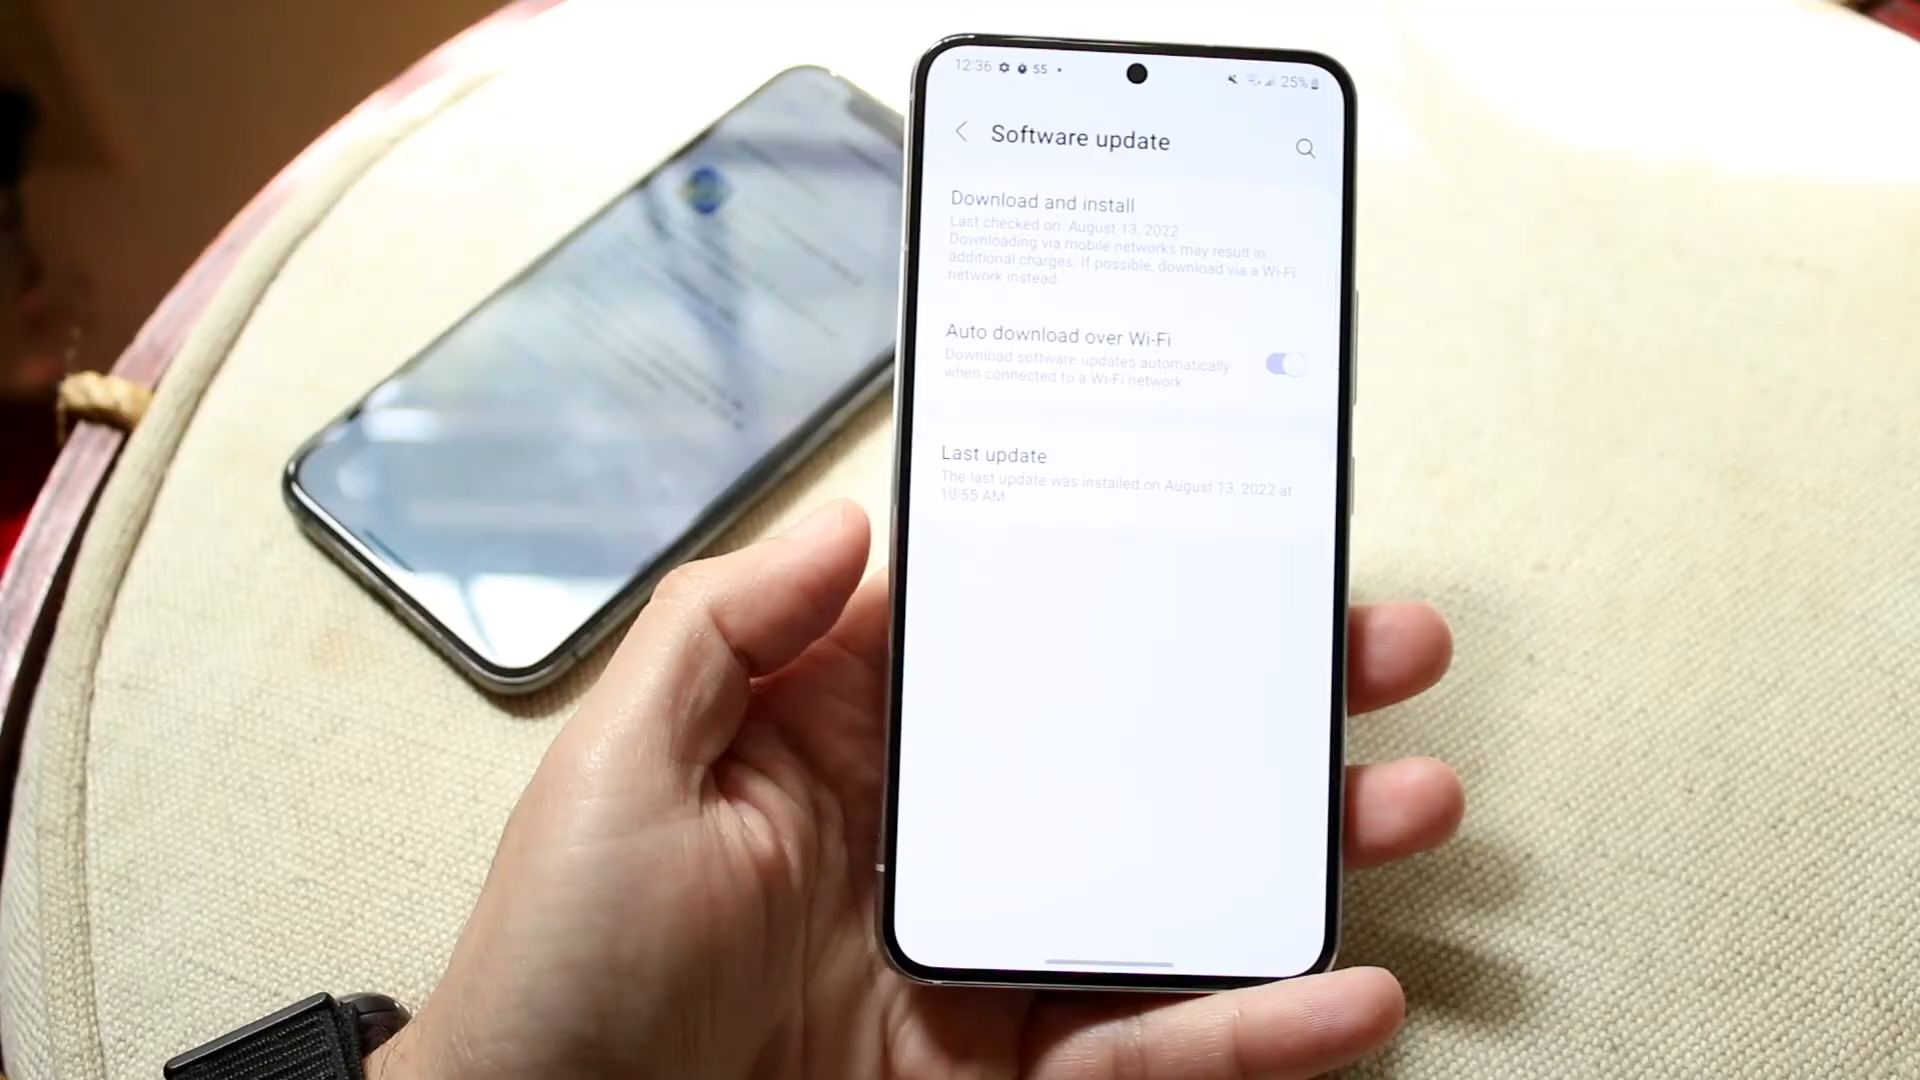 12:36 55 •
25%
Software update
Download and install
Last checked on: August 13, 2022
Downloading via mobile networks may result in
additional charges. If possible, download via a Wi-Fi
network instead.
Auto download over Wi-Fi
Download software updates automatically
when connected to a Wi-Fi network.
Last update
The last update was installed on August 13, 2022 at
10:55 AM